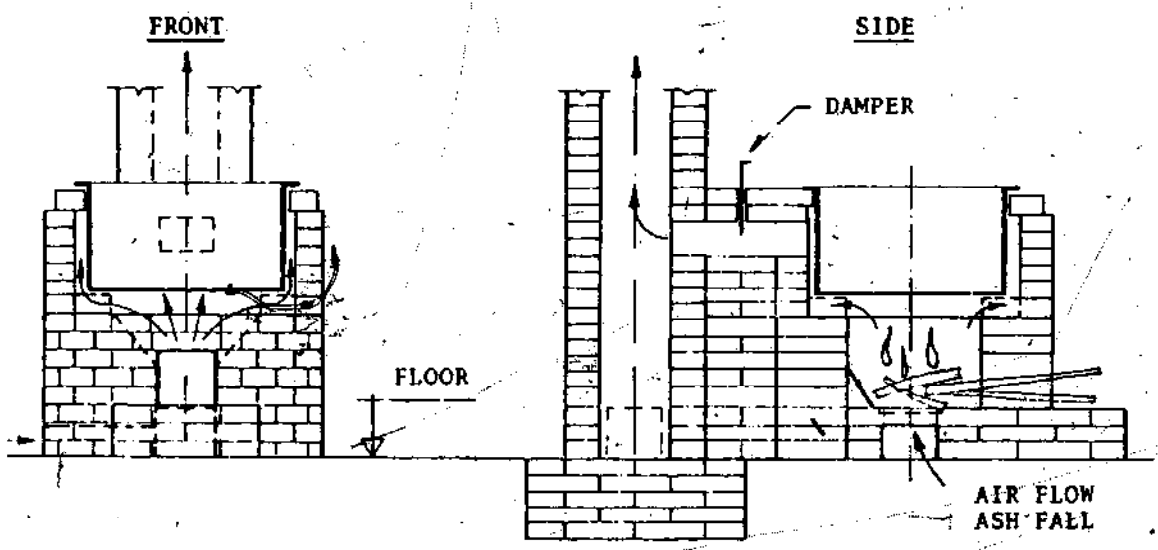 FRONT
SIDE
DAMPER
FLOOR
AIR FLOW
ASH FALL